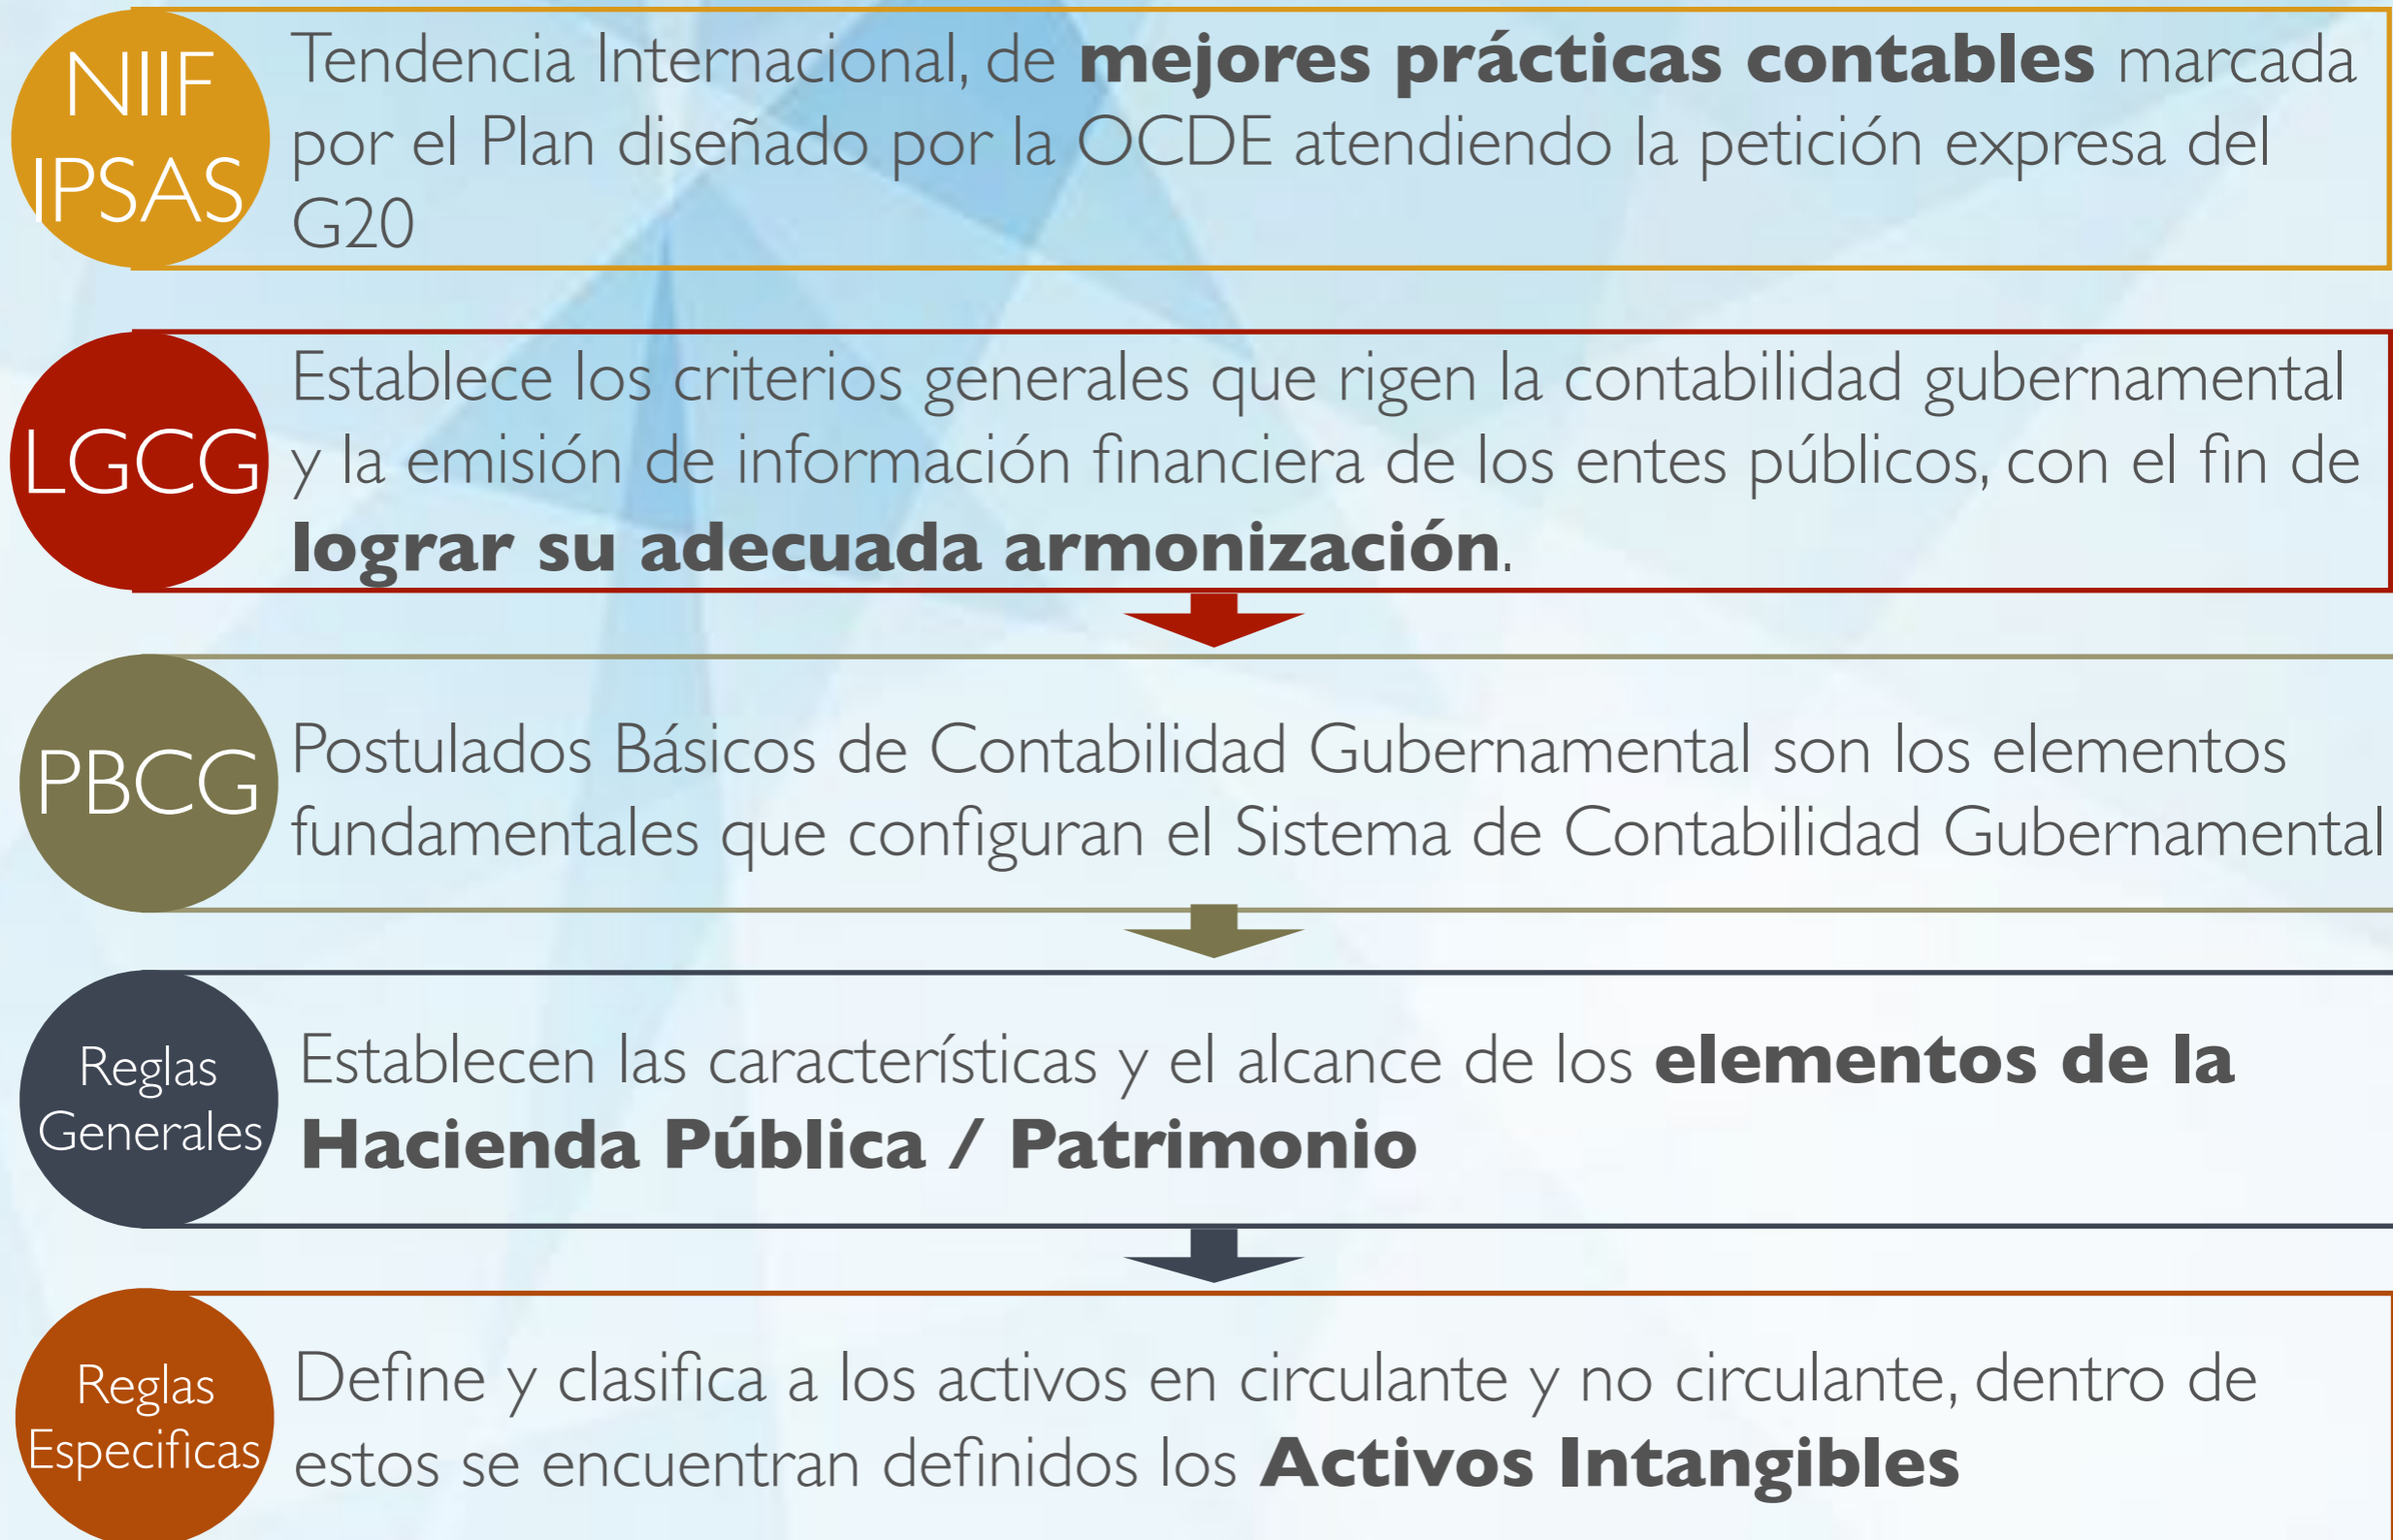 NIIF
IPSAS
Tendencia Internacional, de mejores prácticas contables marcada
por el Plan diseñado por la OCDE atendiendo la petición expresa del
G20
LGCG
Establece los criterios generales que rigen la contabilidad gubernamental
y la emisión de información financiera de los entes públicos, con el fin de
lograr su adecuada armonización.
PBCG
Postulados Básicos de Contabilidad Gubernamental son los elementos
fundamentales que configuran el Sistema de Contabilidad Gubernamental
Reglas
Generales
Establecen las características y el alcance de los elementos de la
Hacienda Pública / Patrimonio
Reglas
Especificas
Define y clasifica a los activos en circulante y no circulante, dentro de
estos se encuentran definidos los Activos Intangibles